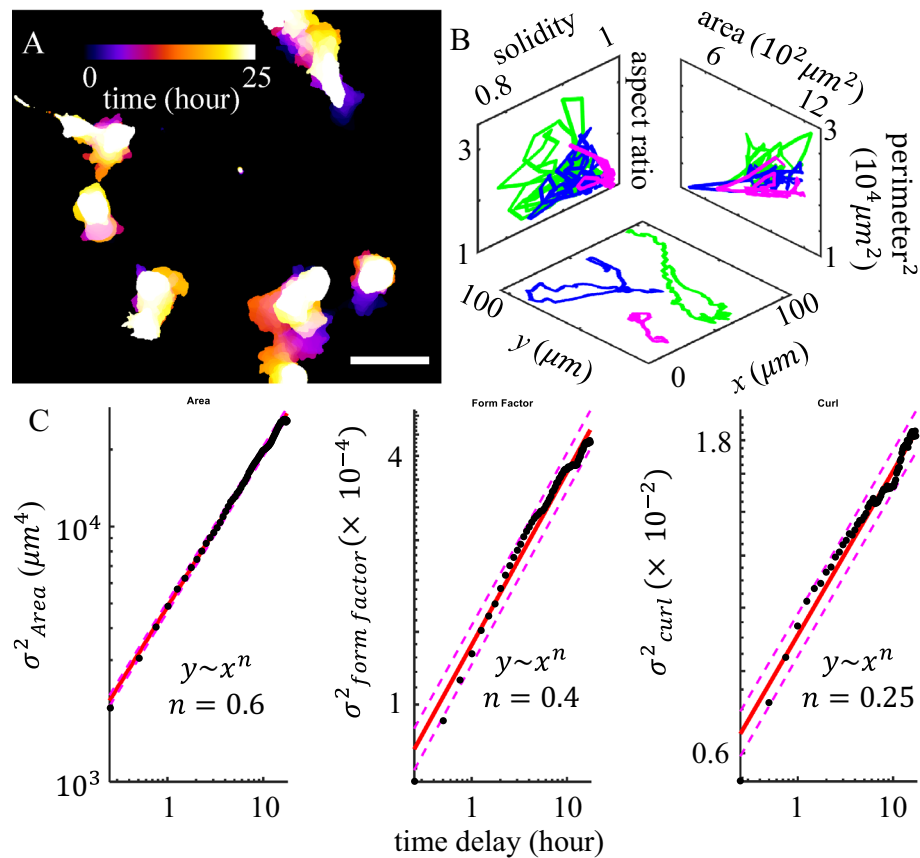 A
0
25
time (hour)
B
solidity
0.8
1
aspect ratio
3
1
area (10²μm²)
6
12
3
perimeter²
(10⁴μm²)
1
100
y (μm)
0
x (μm)
100
C
Area
σ²Area (μm⁴)
10⁴
10³
1
10
y~xⁿ
n = 0.6
Form Factor
σ²form factor (× 10⁻⁴)
4
1
1
10
y~xⁿ
n = 0.4
Curl
σ²curl (× 10⁻²)
1.8
0.6
1
10
y~xⁿ
n = 0.25
time delay (hour)